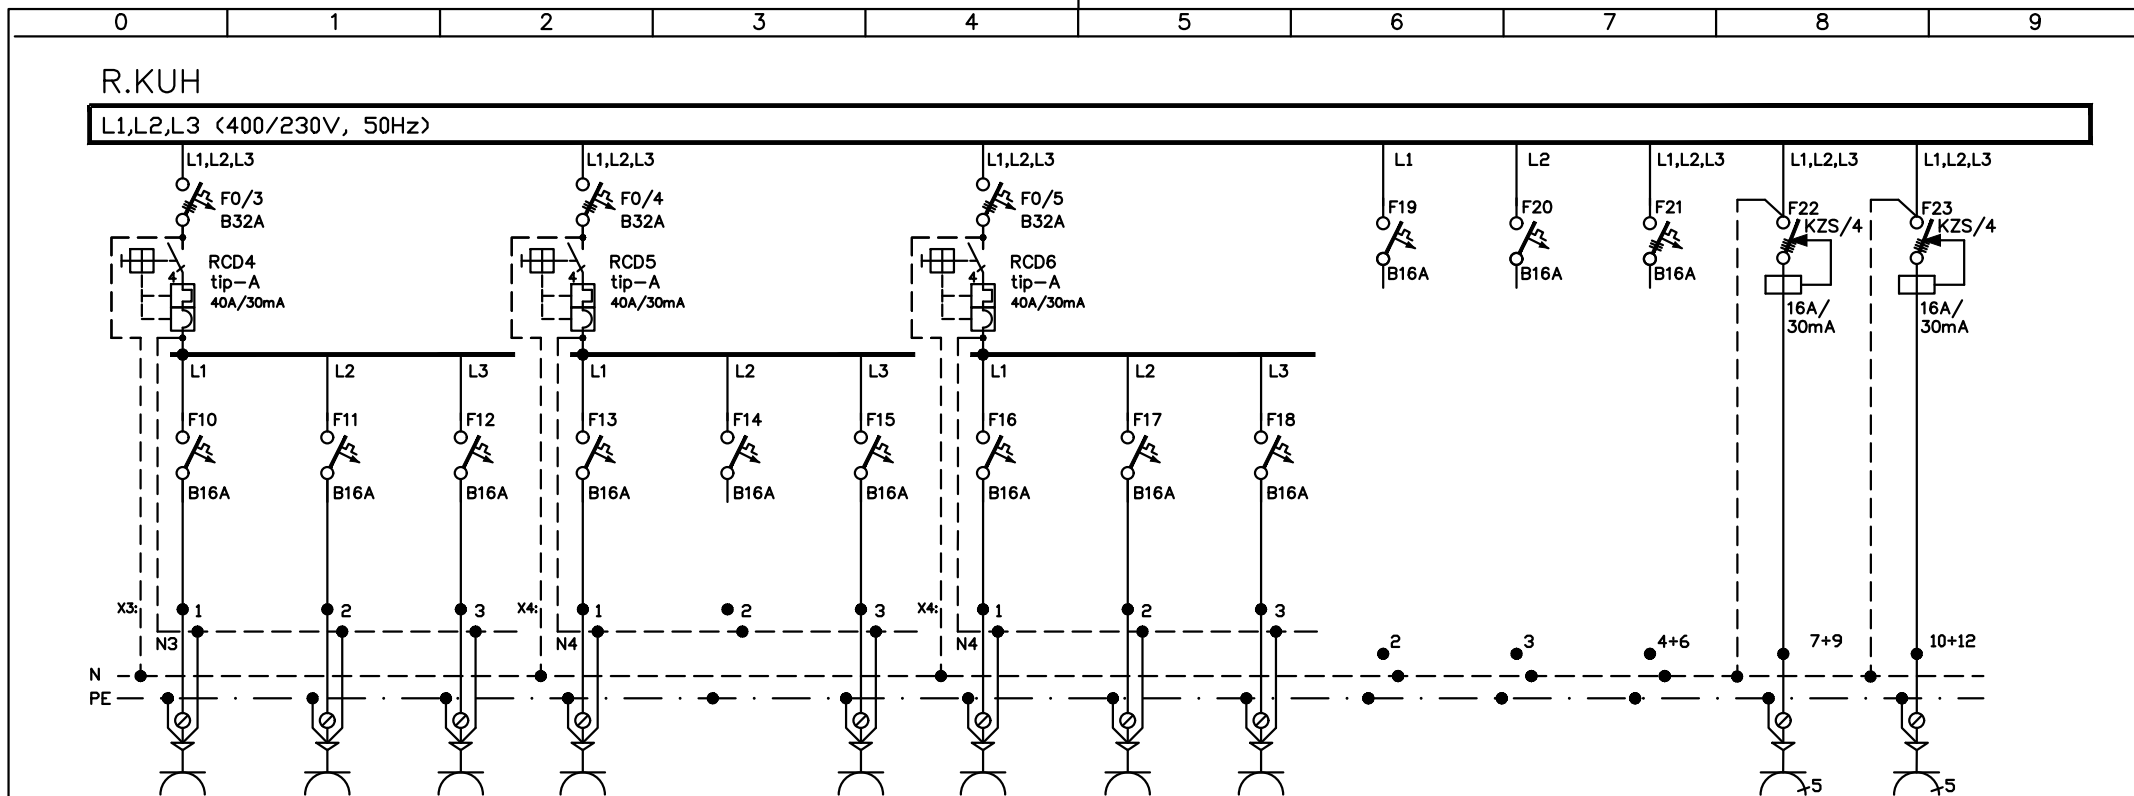 0 1 2 3 4 5 6 7 8 9
R.KUH
L1,L2,L3 (400/230V, 50Hz)
L1,L2,L3 L1,L2,L3 L1,L2,L3 L1 L2 L1,L2,L3 L1,L2,L3 L1,L2,L3
F0/3 F0/4 F0/5 F19 F20 F21 F22 F23
B32A B32A B32A KZS/4 KZS/4
RCD4 RCD5 RCD6 B16A B16A B16A
tip-A tip-A tip-A
4 4 4
40A/30mA 40A/30mA 40A/30mA 16A/ 16A/
30mA 30mA
L1 L2 L3 L1 L2 L3 L1 L2 L3
F10 F11 F12 F13 F14 F15 F16 F17 F18
B16A B16A B16A B16A B16A B16A B16A B16A B16A
X3: 1 2 3 X4: 1 2 3 X4: 1 2 3
N3 N4 N4 2 3 4+6 7+9 10+12
N
PE
5 5